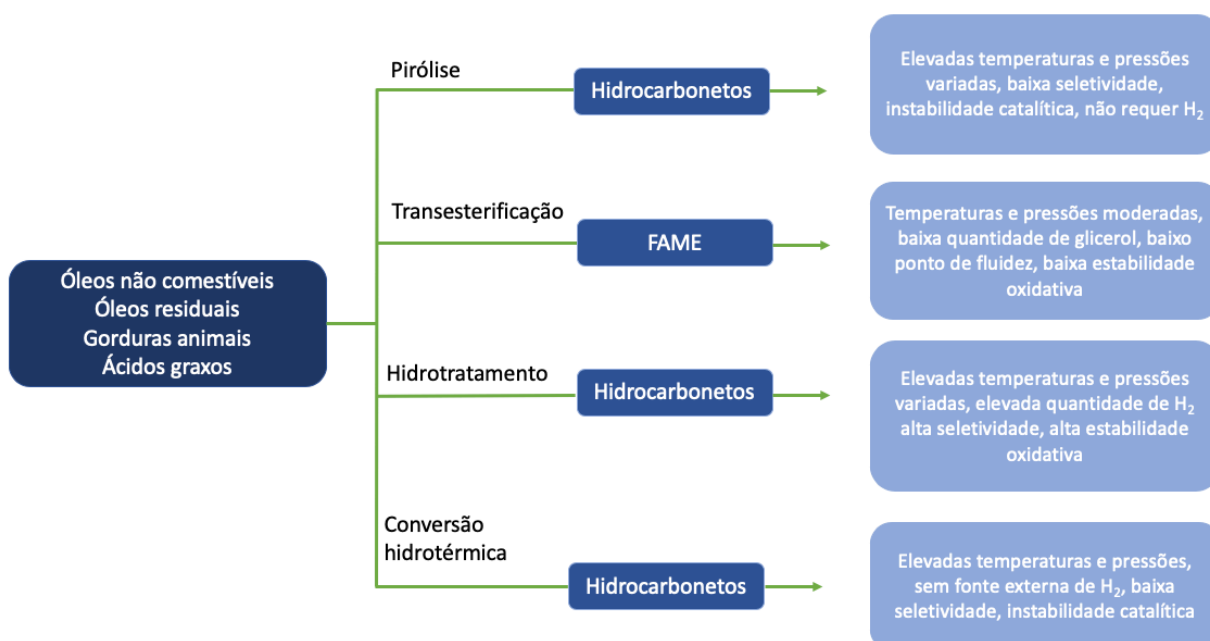 Óleos não comestíveis
Óleos residuais
Gorduras animais
Ácidos graxos
Pirólise
Hidrocarbonetos
Elevadas temperaturas e pressões
variadas, baixa seletividade,
instabilidade catalítica, não requer H₂
Transesterificação
FAME
Temperaturas e pressões moderadas,
baixa quantidade de glicerol, baixo
ponto de fluidez, baixa estabilidade
oxidativa
Hidrotratamento
Hidrocarbonetos
Elevadas temperaturas e pressões
variadas, elevada quantidade de H₂
alta seletividade, alta estabilidade
oxidativa
Conversão
hidrotérmica
Hidrocarbonetos
Elevadas temperaturas e pressões,
sem fonte externa de H₂, baixa
seletividade, instabilidade catalítica